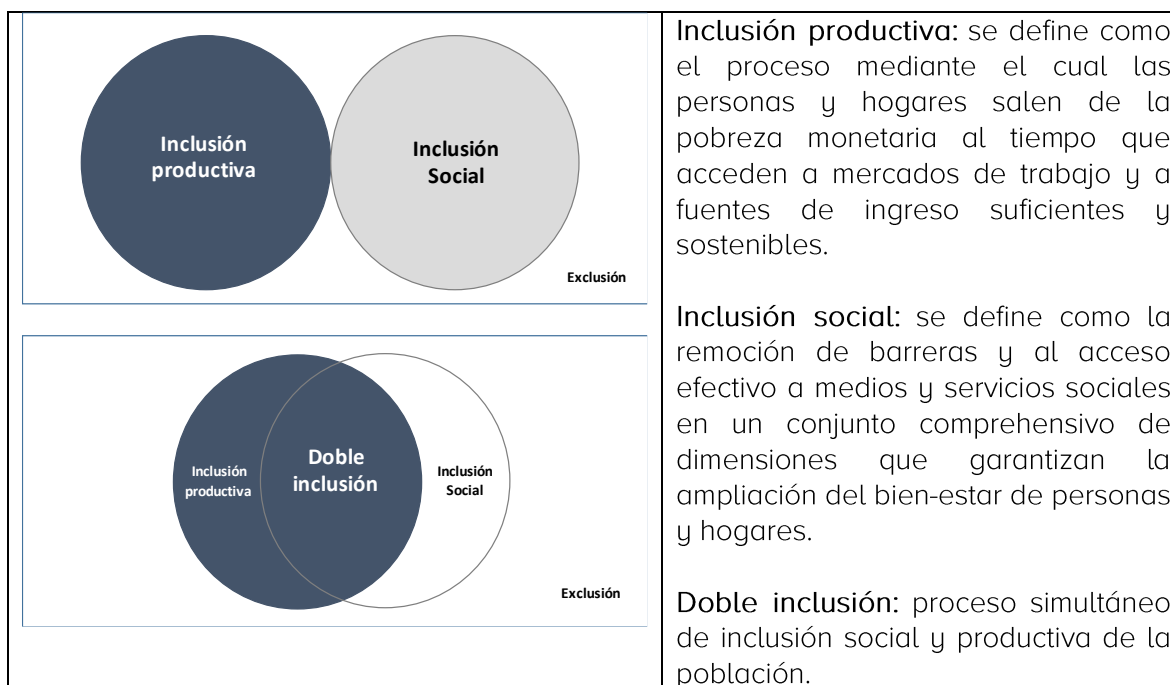 Inclusión
productiva
Inclusión
Social
Exclusión
Inclusión
productiva
Doble
inclusión
Inclusión
Social
Exclusión
Inclusión productiva: se define como
el proceso mediante el cual las
personas y hogares salen de la
pobreza monetaria al tiempo que
acceden a mercados de trabajo y a
fuentes de ingreso suficientes y
sostenibles.
Inclusión social: se define como la
remoción de barreras y al acceso
efectivo a medios y servicios sociales
en un conjunto comprehensivo de
dimensiones que garantizan la
ampliación del bien-estar de personas
y hogares.
Doble inclusión: proceso simultáneo
de inclusión social y productiva de la
población.